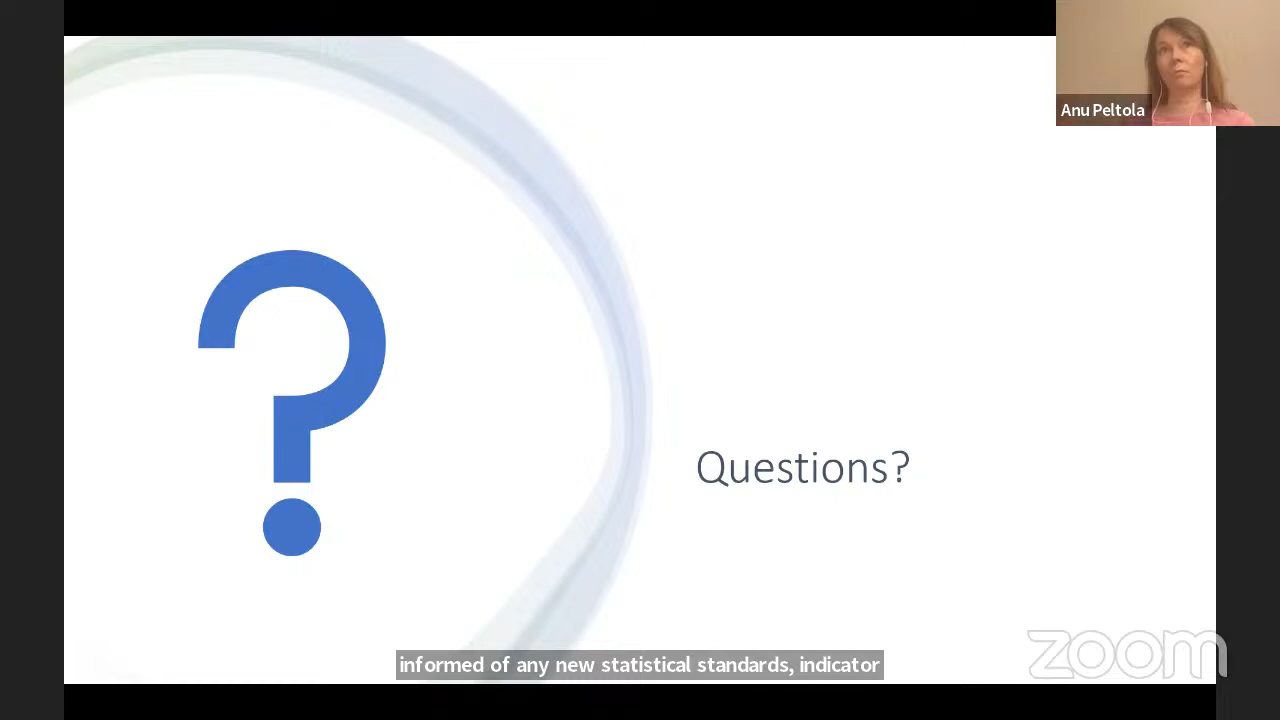 Anu Peltola
?
Questions?
informed of any new statistical standards, indicator
zoom